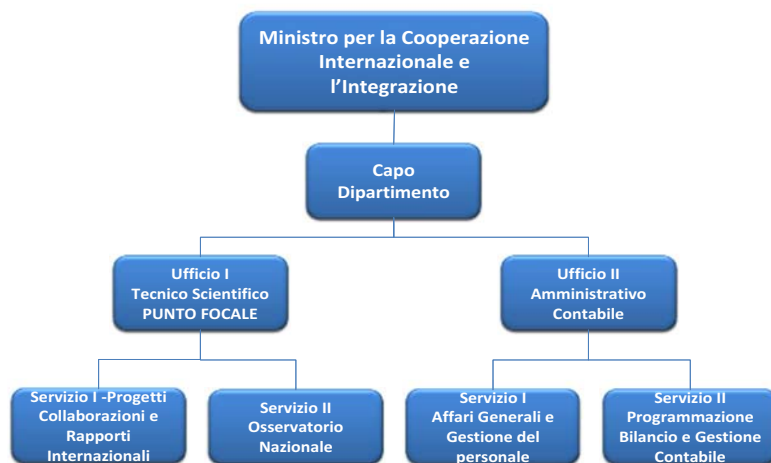 Ministro per la Cooperazione
Internazionale e
l'Integrazione
Capo
Dipartimento
Ufficio I
Tecnico Scientifico
PUNTO FOCALE
Ufficio II
Amministrativo
Contabile
Servizio I -Progetti
Collaborazioni e
Rapporti
Internazionali
Servizio II
Osservatorio
Nazionale
Servizio I
Affari Generali e
Gestione del
personale
Servizio II
Programmazione
Bilancio e Gestione
Contabile